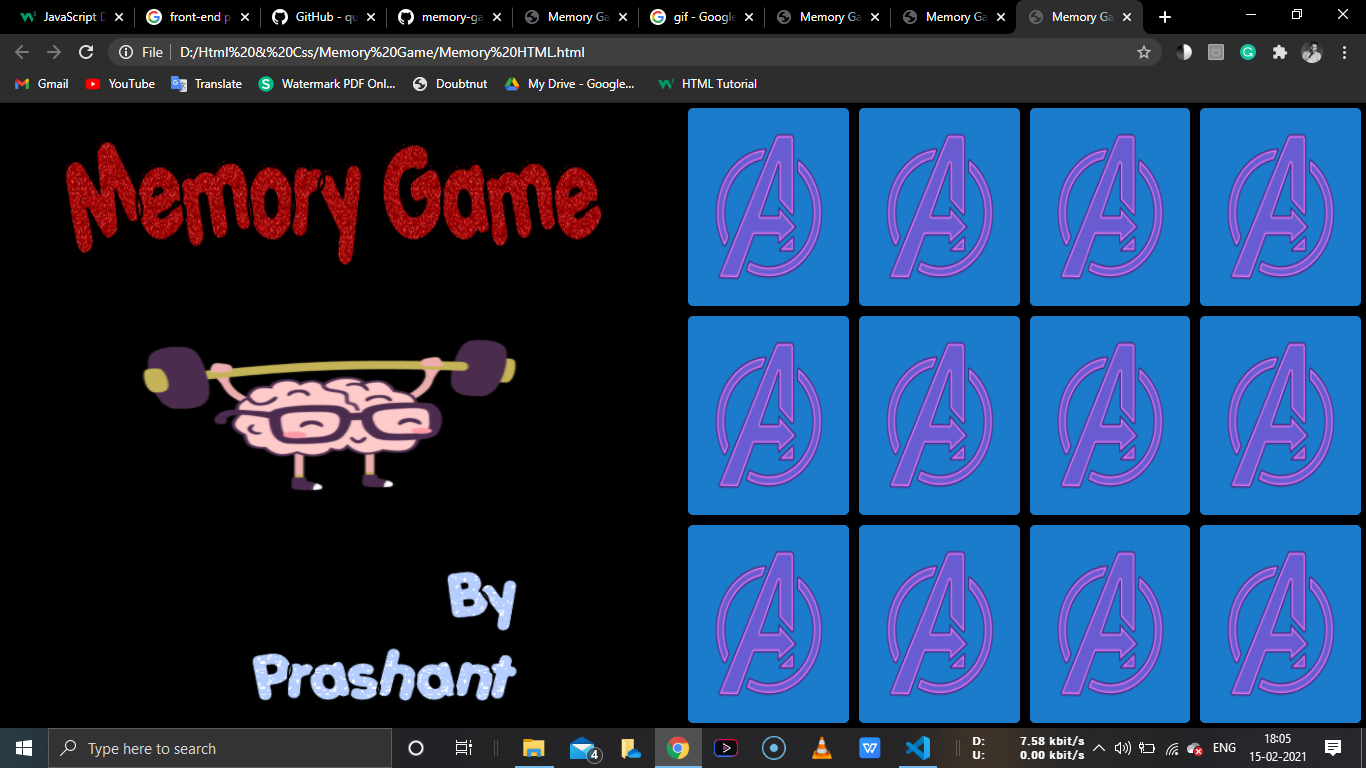 JavaScript D
front-end p
GitHub - qu
memory-ga
Memory Ga
gif - Google
Memory Ga
Memory Ga
Memory Ga
File D:/Html%20&%20Css/Memory%20Game/Memory%20HTML.html
Gmail YouTube Translate Watermark PDF Onl... Doubtnut My Drive - Google... HTML Tutorial
Memory Game
By
Prashant
Type here to search
4
D: 7.58 kbit/s
U: 0.00 kbit/s
ENG
18:05
15-02-2021